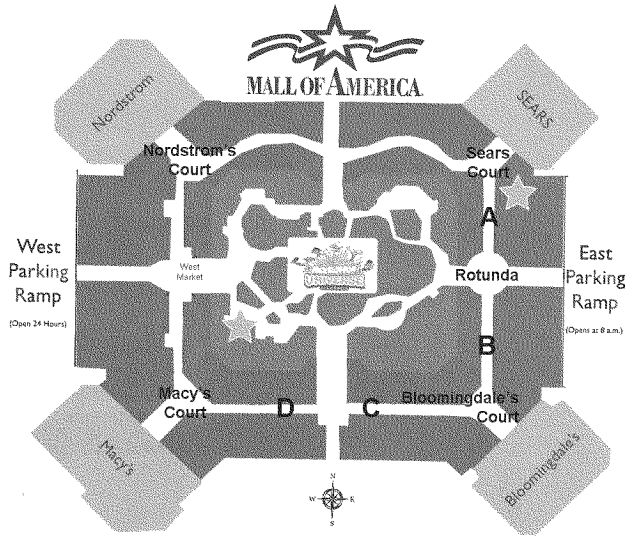 MALL OF AMERICA
Nordstrom
SEARS
Nordstrom's
Court
Sears
Court
A
West
Parking
Ramp
(Open 24 Hours)
West
Market
Rotunda
East
Parking
Ramp
(Opens at 8 a.m.)
B
Macy's
Court
D
C
Bloomingdale's
Court
Macy's
Bloomingdale's
N
W
E
S